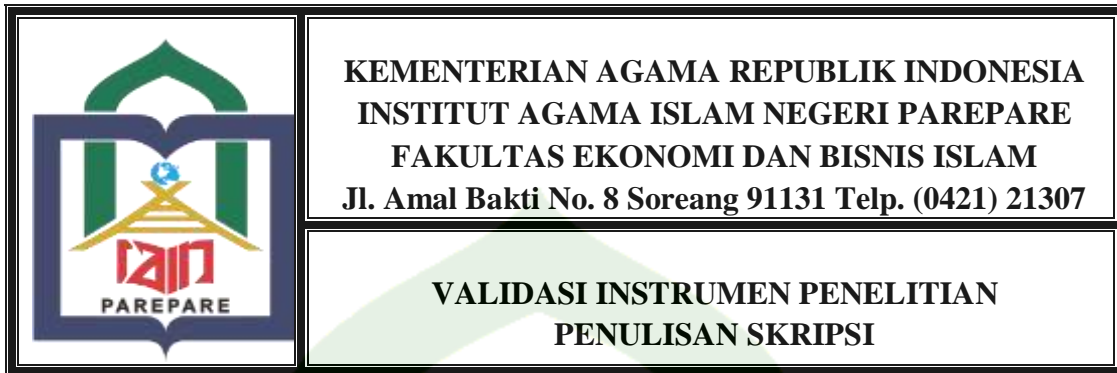 KEMENTERIAN AGAMA REPUBLIK INDONESIA
INSTITUT AGAMA ISLAM NEGERI PAREPARE
FAKULTAS EKONOMI DAN BISNIS ISLAM
Jl. Amal Bakti No. 8 Soreang 91131 Telp. (0421) 21307
iain
PAREPARE
VALIDASI INSTRUMEN PENELITIAN
PENULISAN SKRIPSI